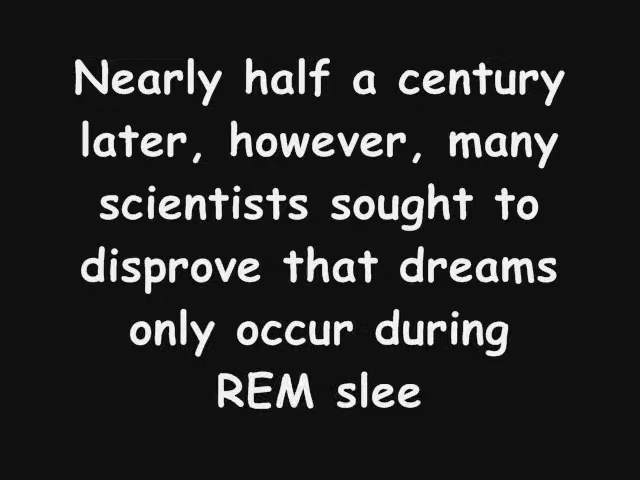 Nearly half a century
later, however, many
scientists sought to
disprove that dreams
only occur during
REM slee